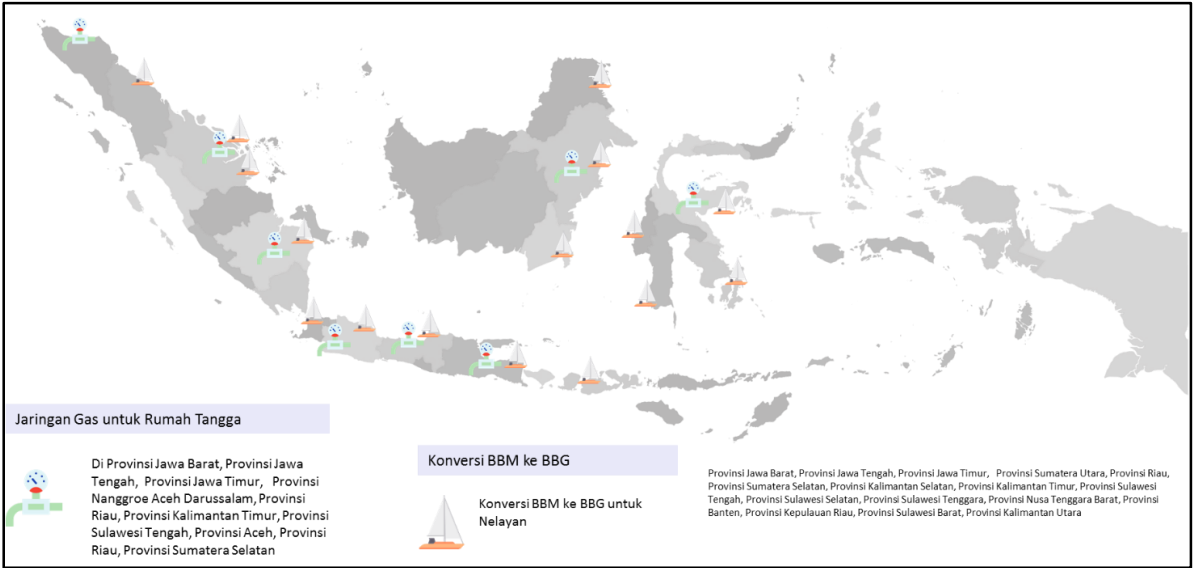 Jaringan Gas untuk Rumah Tangga
Di Provinsi Jawa Barat, Provinsi Jawa
Tengah, Provinsi Jawa Timur, Provinsi
Nanggroe Aceh Darussalam, Provinsi
Riau, Provinsi Kalimantan Timur, Provinsi
Sulawesi Tengah, Provinsi Aceh, Provinsi
Riau, Provinsi Sumatera Selatan
Konversi BBM ke BBG
Konversi BBM ke BBG untuk
Nelayan
Provinsi Jawa Barat, Provinsi Jawa Tengah, Provinsi Jawa Timur, Provinsi Sumatera Utara, Provinsi Riau,
Provinsi Sumatera Selatan, Provinsi Kalimantan Selatan, Provinsi Kalimantan Timur, Provinsi Sulawesi
Tengah, Provinsi Sulawesi Selatan, Provinsi Sulawesi Tenggara, Provinsi Nusa Tenggara Barat, Provinsi
Banten, Provinsi Kepulauan Riau, Provinsi Sulawesi Barat, Provinsi Kalimantan Utara